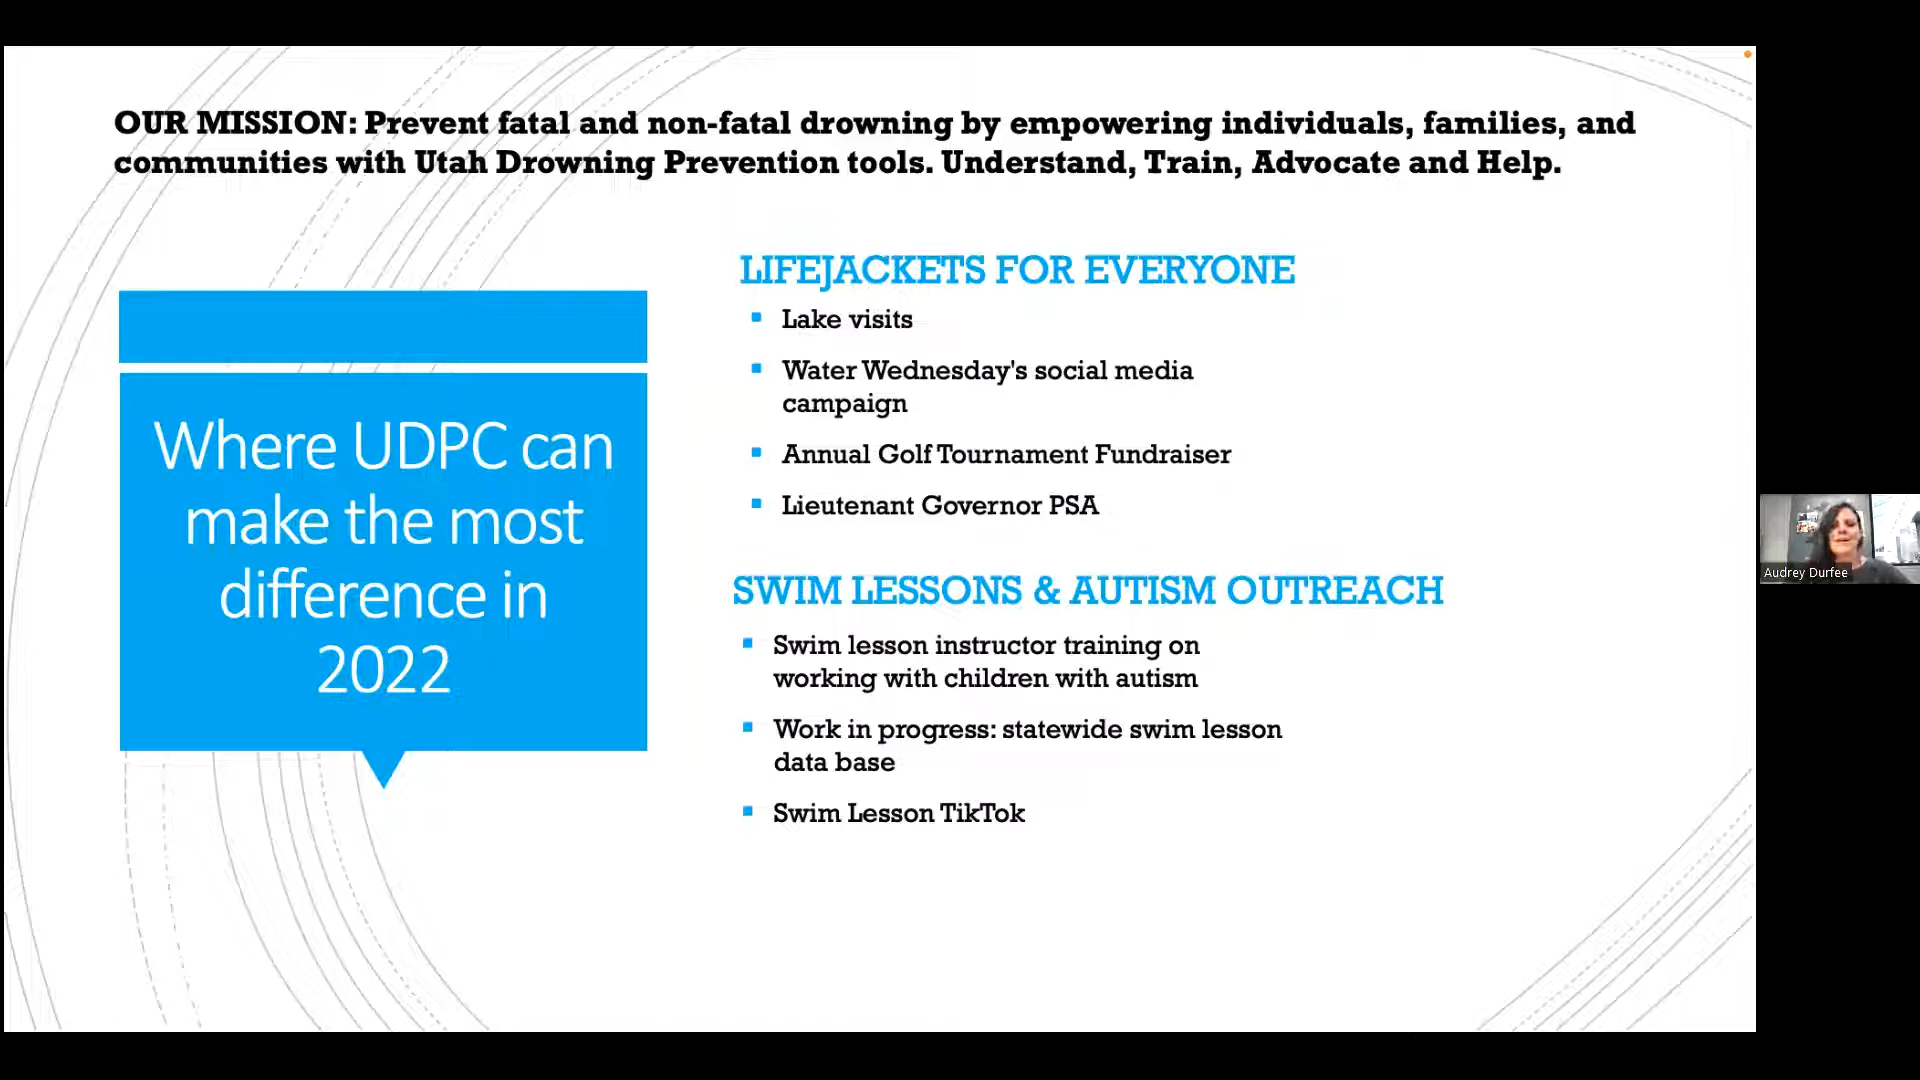 OUR MISSION: Prevent fatal and non-fatal drowning by empowering individuals, families, and
communities with Utah Drowning Prevention tools. Understand, Train, Advocate and Help.
Where UDPC can
make the most
difference in
2022
LIFEJACKETS FOR EVERYONE
Lake visits
Water Wednesday's social media
campaign
Annual Golf Tournament Fundraiser
Lieutenant Governor PSA
SWIM LESSONS & AUTISM OUTREACH
Swim lesson instructor training on
working with children with autism
Work in progress: statewide swim lesson
data base
Swim Lesson TikTok
Audrey Durfee